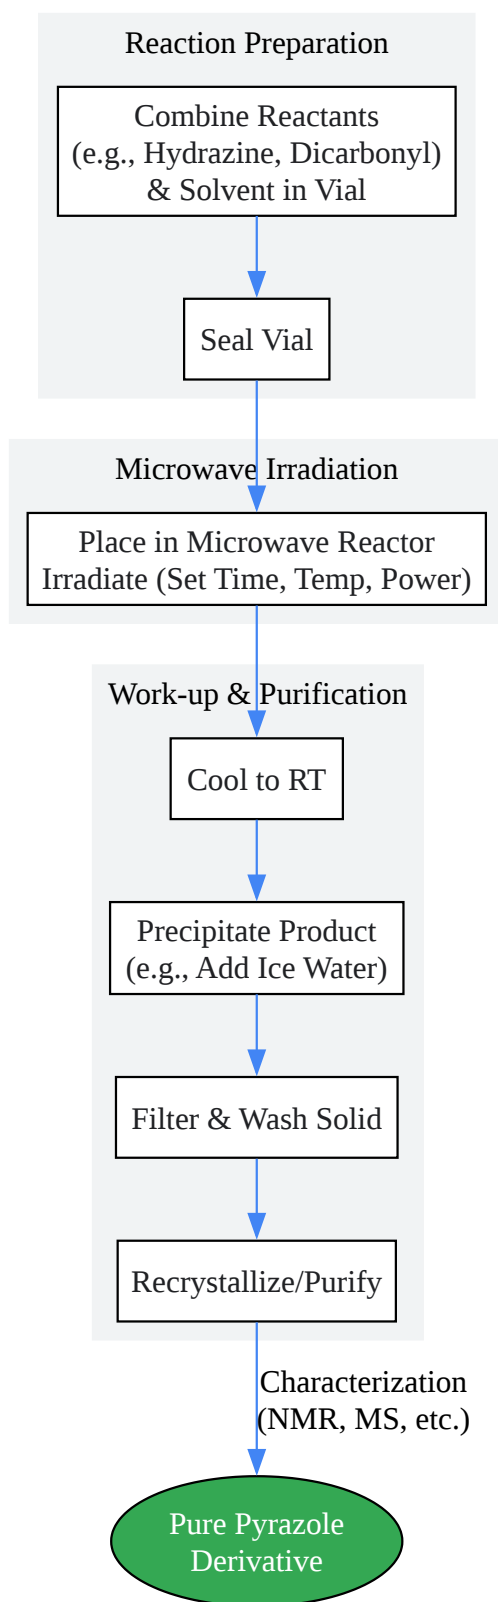 Reaction Preparation
Combine Reactants
(e.g., Hydrazine, Dicarbonyl)
& Solvent in Vial
Seal Vial
Microwave Irradiation
Place in Microwave Reactor
Irradiate (Set Time, Temp, Power)
Work-up & Purification
Cool to RT
Precipitate Product
(e.g., Add Ice Water)
Filter & Wash Solid
Recrystallize/Purify
Characterization
(NMR, MS, etc.)
Pure Pyrazole
Derivative